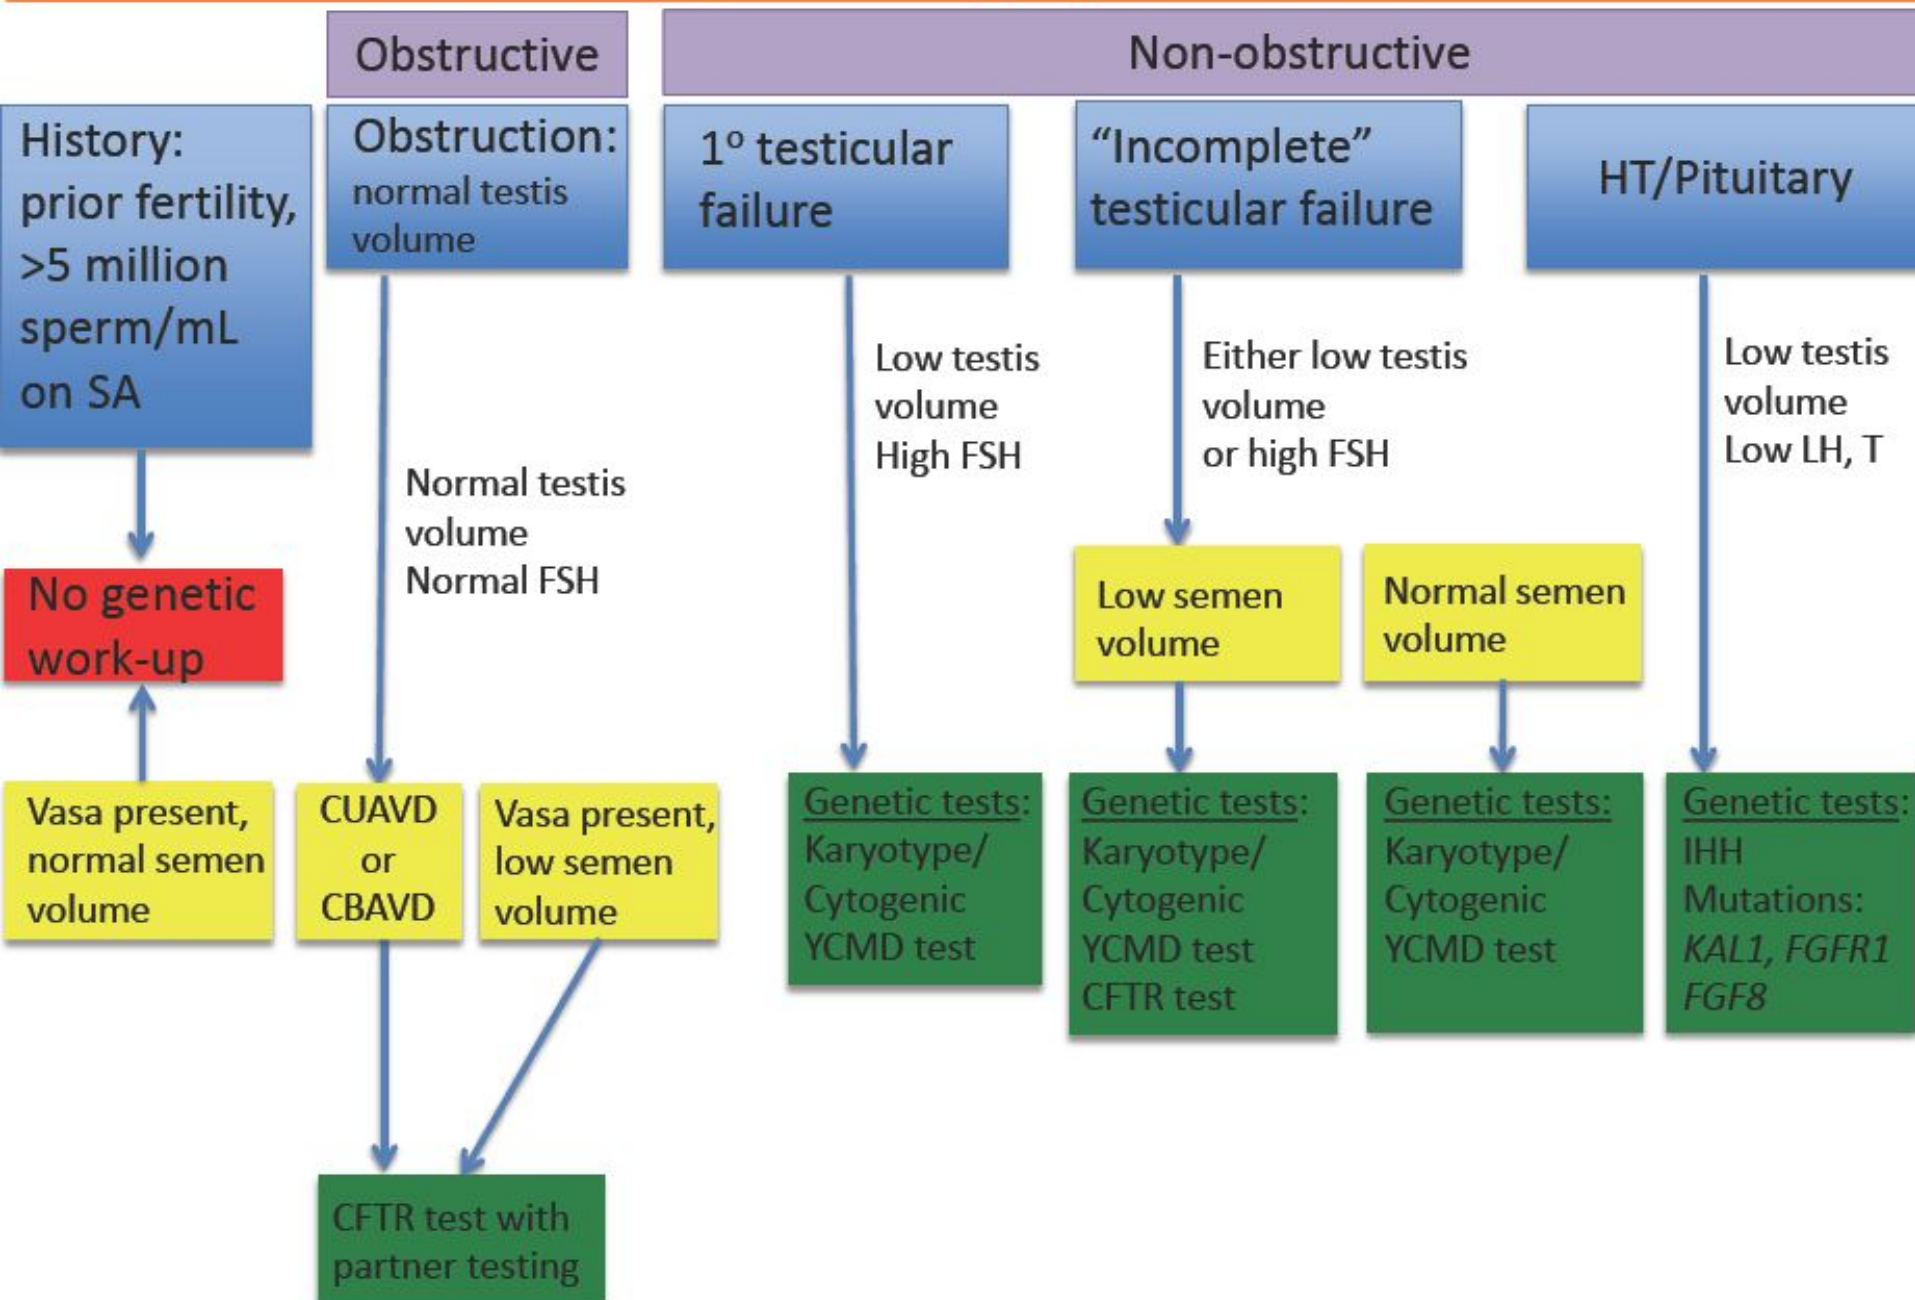 Obstructive
Non-obstructive
History:
prior fertility,
>5 million
sperm/mL
on SA
Obstruction:
normal testis
volume
1º testicular
failure
“Incomplete”
testicular failure
HT/Pituitary
Normal testis
volume
Normal FSH
Low testis
volume
High FSH
Either low testis
volume
or high FSH
Low testis
volume
Low LH, T
No genetic
work-up
Low semen
volume
Normal semen
volume
Vasa present,
normal semen
volume
CUAVD
or
CBAVD
Vasa present,
low semen
volume
Genetic tests:
Karyotype/
Cytogenic
YCMD test
Genetic tests:
Karyotype/
Cytogenic
YCMD test
CFTR test
Genetic tests:
Karyotype/
Cytogenic
YCMD test
Genetic tests:
IHH
Mutations:
KAL1, FGFR1
FGF8
CFTR test with
partner testing